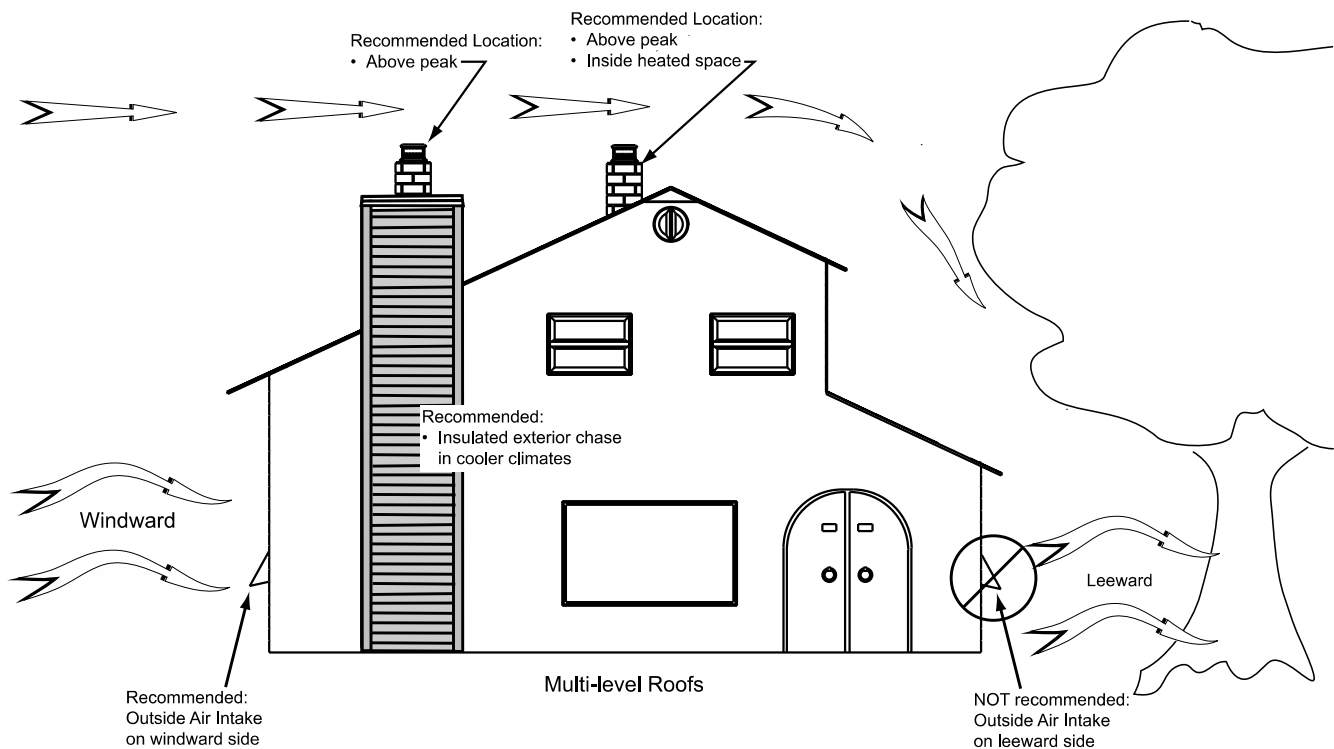 Recommended Location:
• Above peak
Recommended Location:
• Above peak
• Inside heated space
Recommended:
• Insulated exterior chase
in cooler climates
Windward
Leeward
Recommended:
Outside Air Intake
on windward side
Multi-level Roofs
NOT recommended:
Outside Air Intake
on leeward side